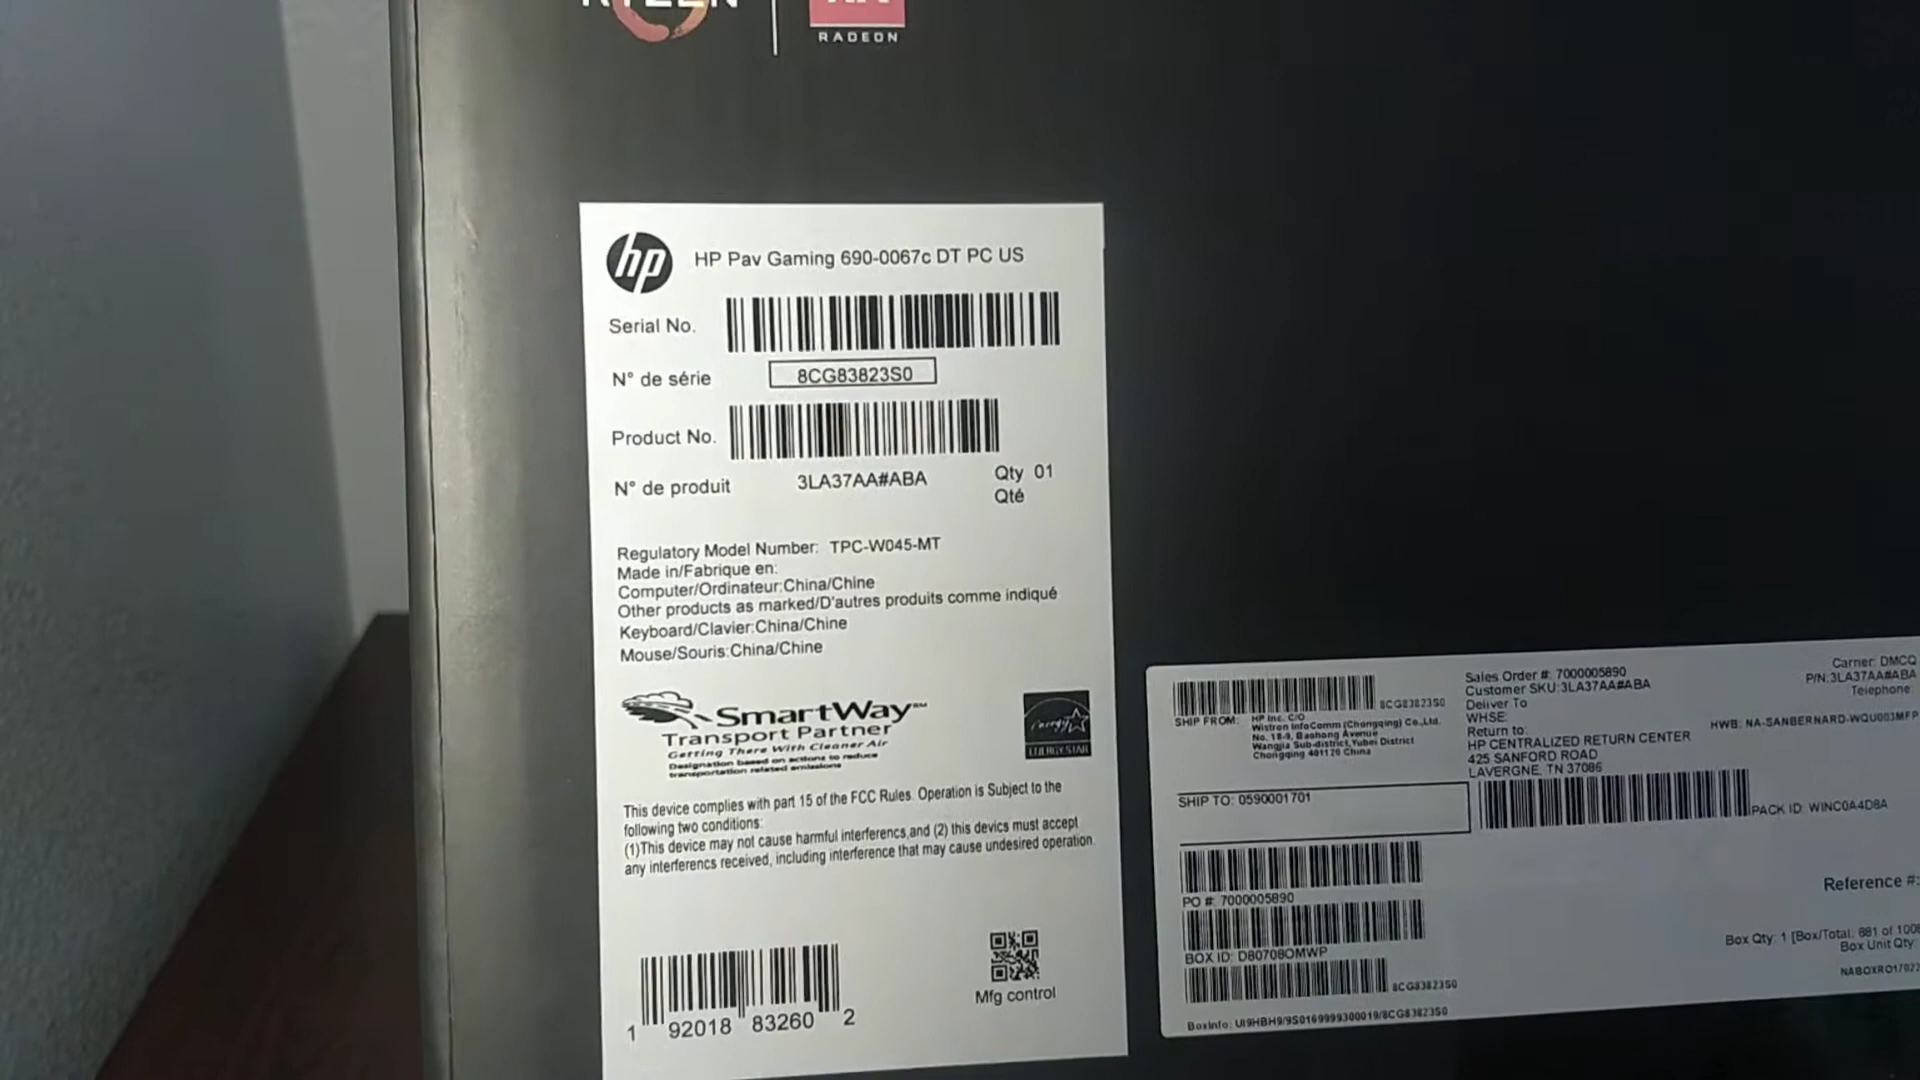 RYZEN
RADEON
hp
HP Pav Gaming 690-0067c DT PC US
Serial No.
N° de série 8CG83823S0
Product No.
N° de produit 3LA37AA#ABA
Qty 01
Qté
Regulatory Model Number: TPC-W045-MT
Made in/Fabrique en:
Computer/Ordinateur:China/Chine
Other products as marked/D'autres produits comme indiqué
Keyboard/Clavier:China/Chine
Mouse/Souris:China/Chine
SmartWay
Transport Partner
Getting There With Cleaner Air
Designation based on actions to reduce
transportation related emissions
energy
ENERGY STAR
This device complies with part 15 of the FCC Rules. Operation is Subject to the
following two conditions:
(1)This device may not cause harmful interferencs,and (2) this devics must accept
any interferencs received, including interference that may cause undesired operation.
Mfg control
1 92018 83260 2
8CG83823S0
SHIP FROM: HP Inc. C/O
Wistron InfoComm (Chongqing) Co.,Ltd.
No. 18-9, Baohong Avenue
Wangjia Sub-district,Yubei District
Chongqing 401120 China
Sales Order #: 7000005890
Customer SKU:3LA37AA#ABA
Deliver To
WHSE:
Return to:
HP CENTRALIZED RETURN CENTER
425 SANFORD ROAD
LAVERGNE, TN 37086
Carrier: DMCQ
P/N:3LA37AA#ABA
Telephone:
HWB: NA-SANBERNARD-WQU003MFP
SHIP TO: 0590001701
PACK ID: WINC0A4D8A
PO #: 7000005890
Reference #:
BOX ID: D80708OMWP
Box Qty: 1 [Box/Total: 881 of 1008
Box Unit Qty:
8CG83823S0
BoxInfo: UI9HBH9/9S0169999300019/8CG83823S0